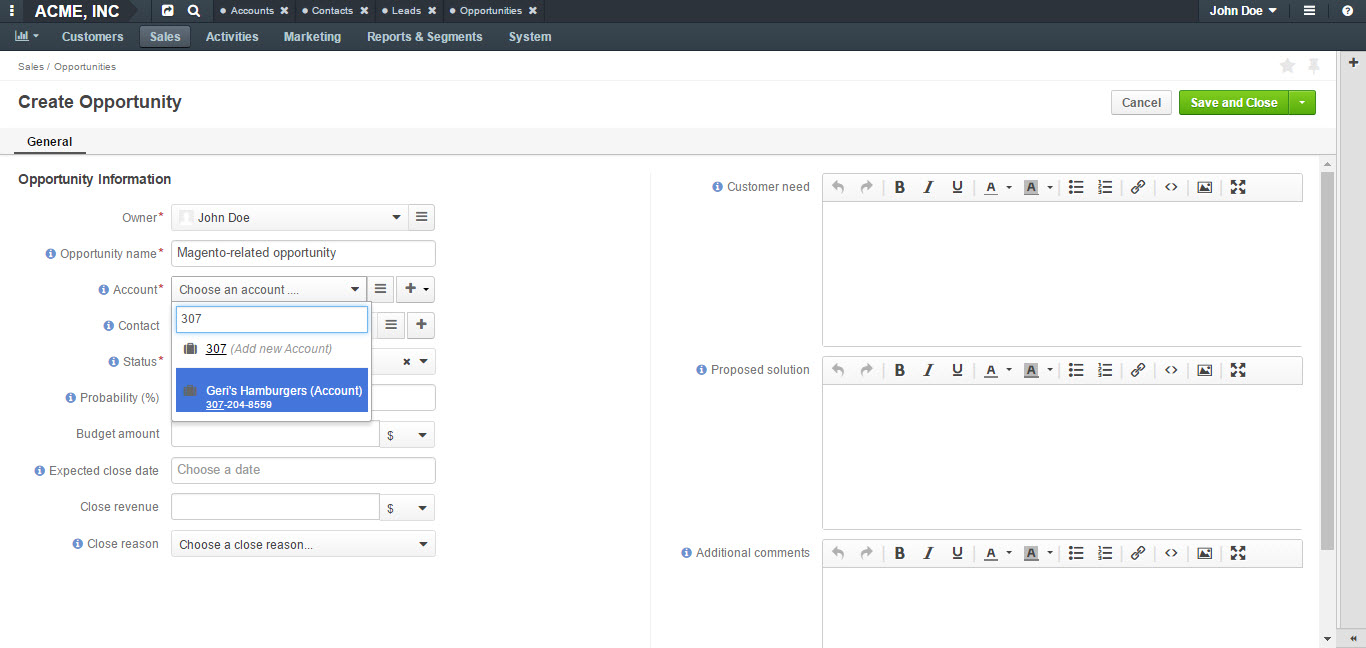 ACME, INC
Accounts
Contacts
Leads
Opportunities
John Doe
Customers
Sales
Activities
Marketing
Reports & Segments
System
Sales / Opportunities
Create Opportunity
Cancel
Save and Close
General
Opportunity Information
Owner*
John Doe
Opportunity name*
Magento-related opportunity
Account*
Choose an account ....
307
307 (Add new Account)
Geri's Hamburgers (Account)
307-204-8559
Contact
Status*
Probability (%)
Budget amount
$
Expected close date
Choose a date
Close revenue
$
Close reason
Choose a close reason...
Customer need
B I U A A
Proposed solution
B I U A A
Additional comments
B I U A A